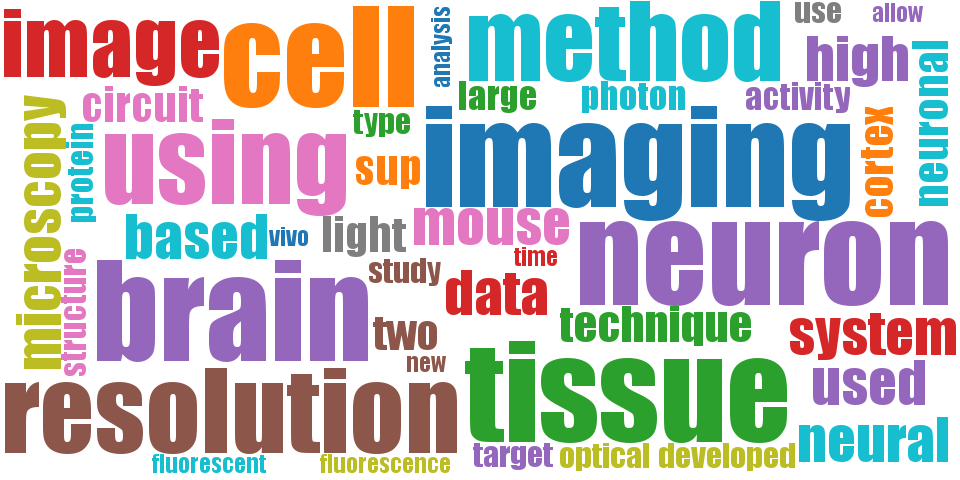 image
cell
analysis
method
use
allow
high
neuronal
circuit
large
photon
activity
type
microscopy
protein
using
sup
imaging
cortex
based
vivo
light
mouse
neuron
structure
brain
study
time
data
two
new
technique
system
resolution
tissue
used
neural
fluorescent
fluorescence
target
optical
developed